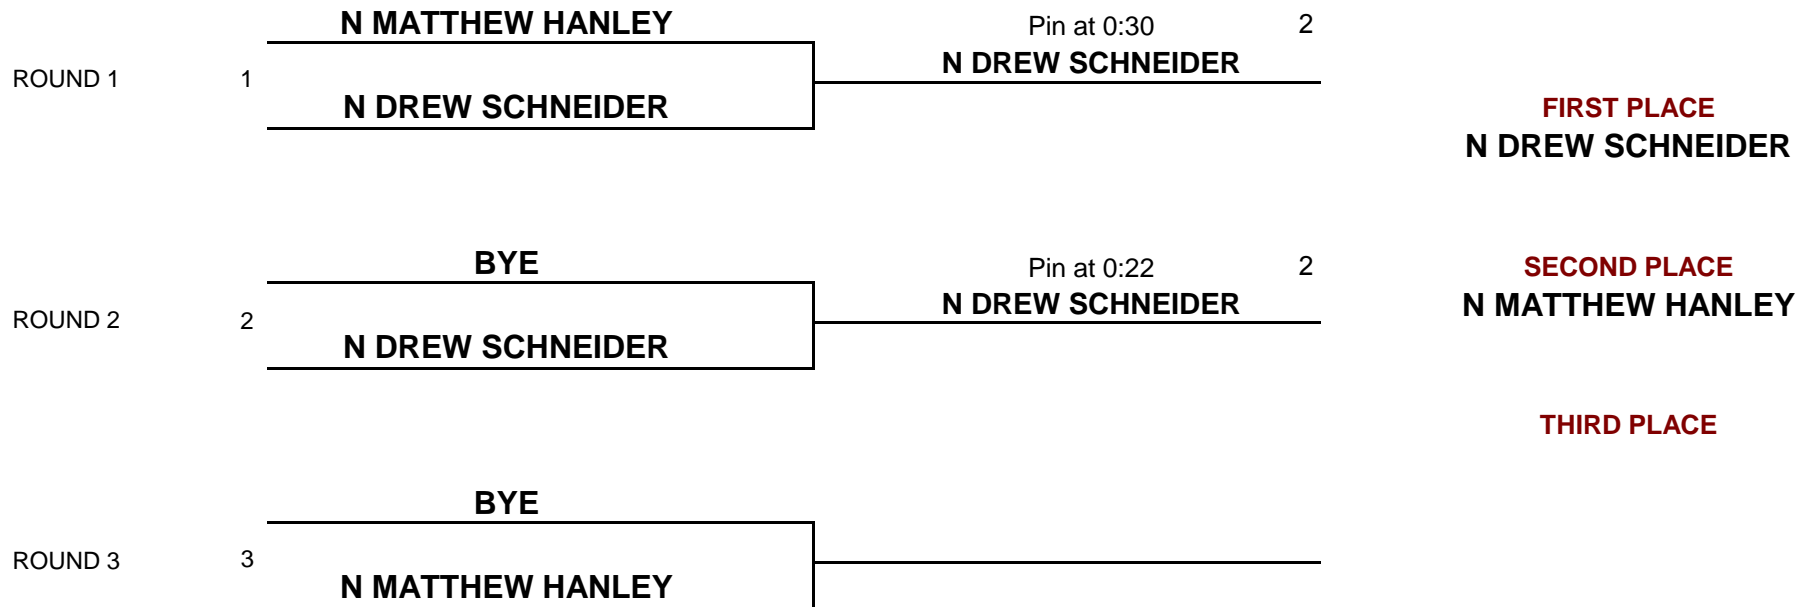 N MATTHEW HANLEY
Pin at 0:30 2
N DREW SCHNEIDER
ROUND 1 1
N DREW SCHNEIDER
FIRST PLACE
N DREW SCHNEIDER
BYE
Pin at 0:22 2
SECOND PLACE
N DREW SCHNEIDER
N MATTHEW HANLEY
ROUND 2 2
N DREW SCHNEIDER
THIRD PLACE
BYE
ROUND 3 3
N MATTHEW HANLEY